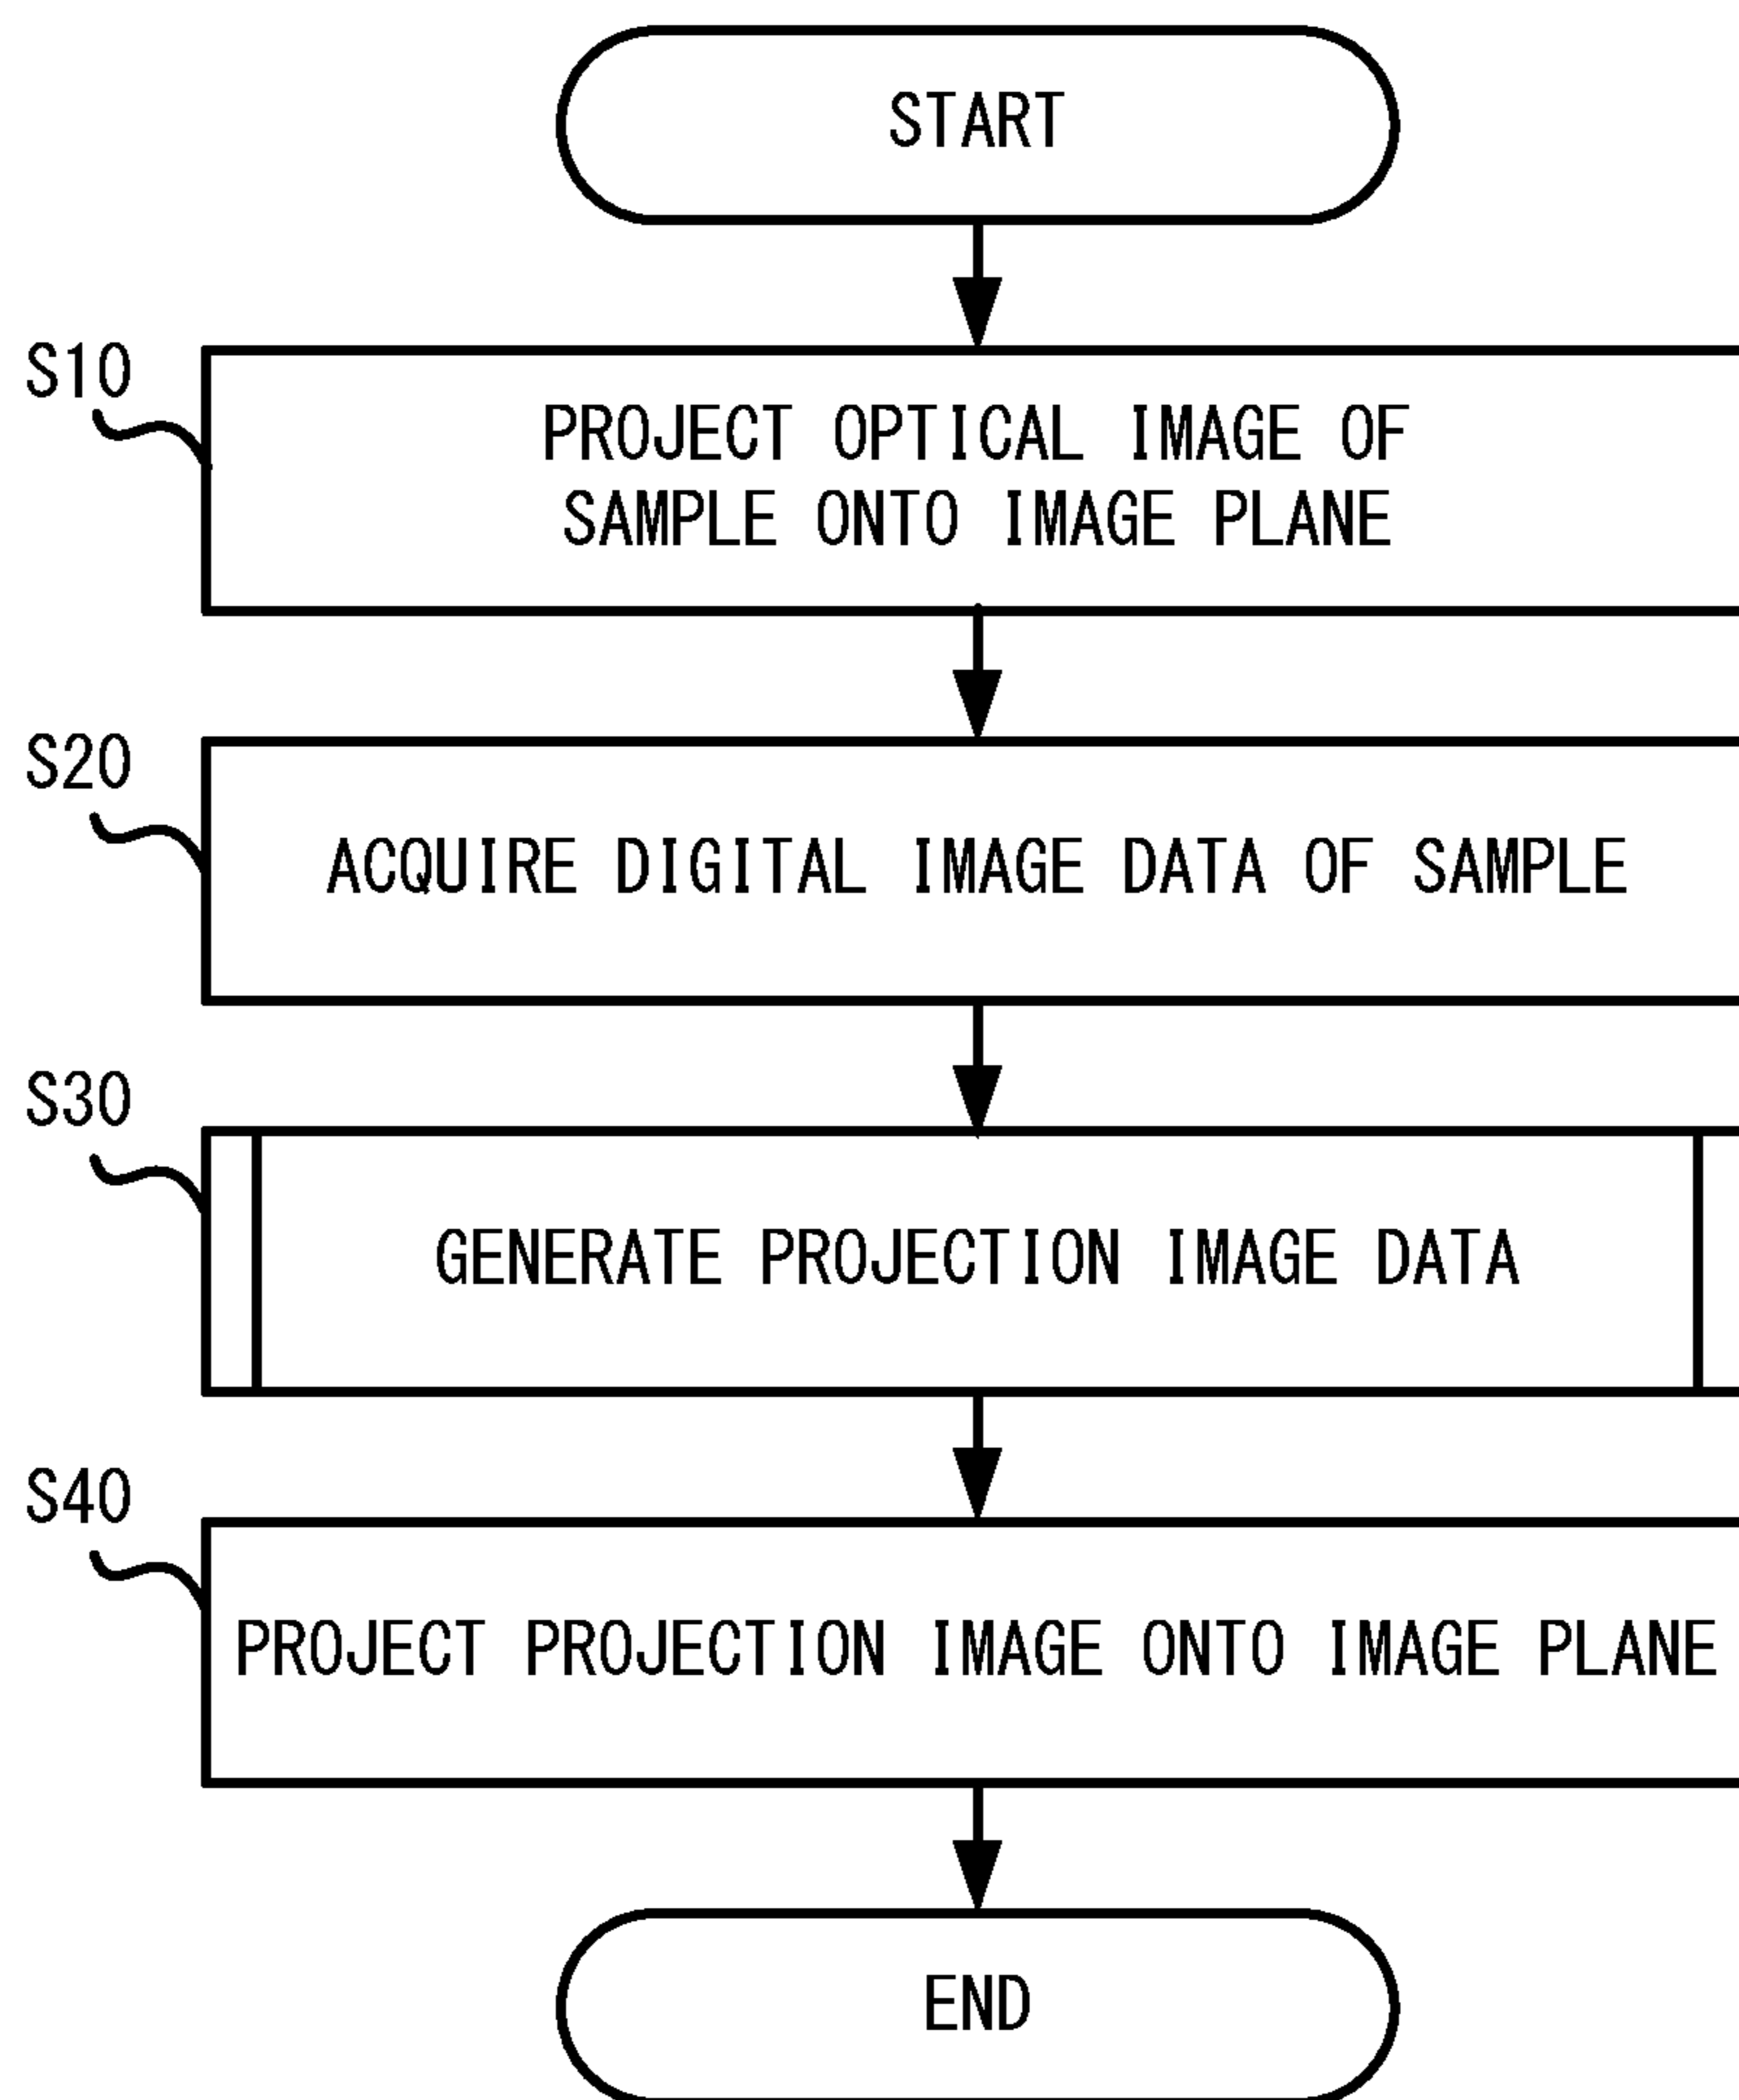 START
S10
PROJECT OPTICAL IMAGE OF
SAMPLE ONTO IMAGE PLANE
S20
ACQUIRE DIGITAL IMAGE DATA OF SAMPLE
S30
GENERATE PROJECTION IMAGE DATA
S40
PROJECT PROJECTION IMAGE ONTO IMAGE PLANE
END